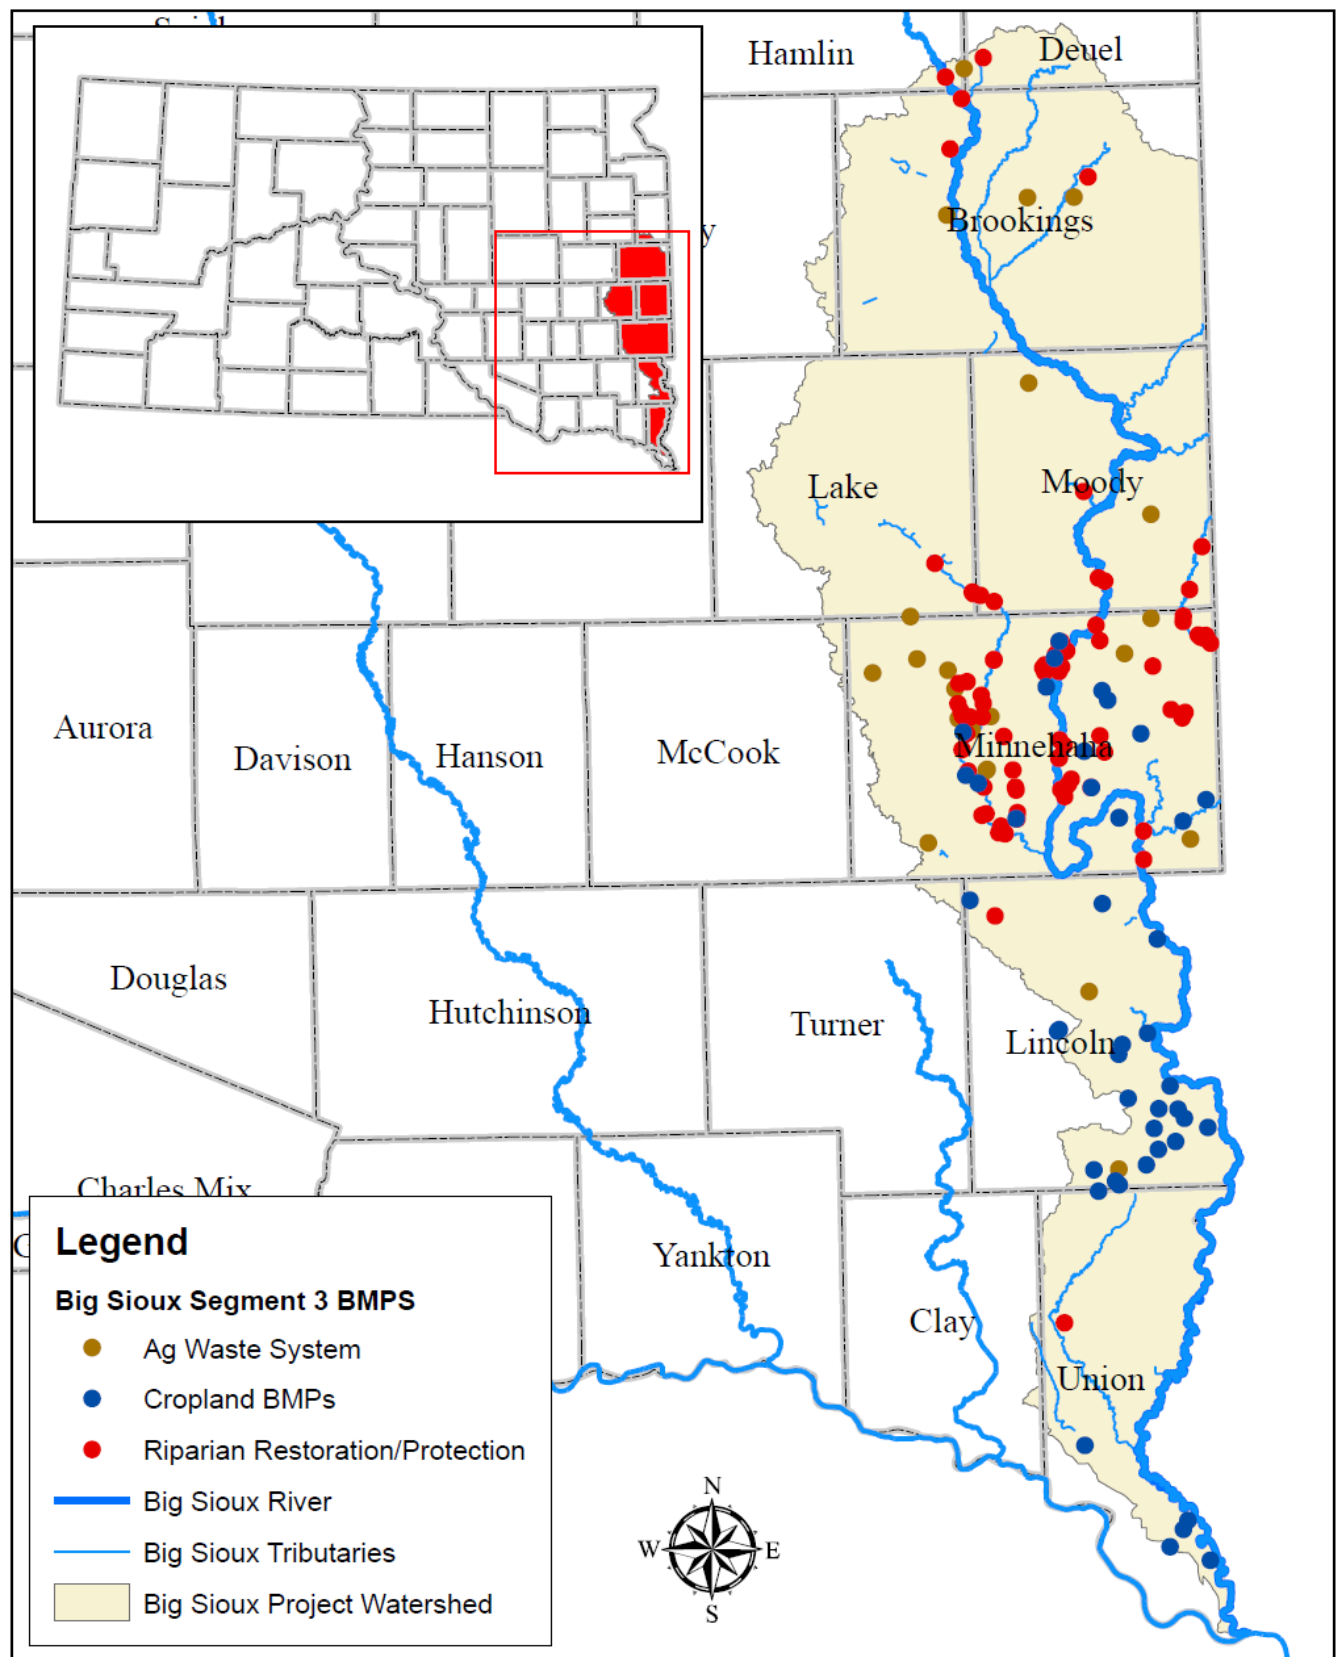 Hamlin
Deuel
y
Brookings
Lake
Moody
Aurora
Davison
Hanson
McCook
Minnehaha
Douglas
Hutchinson
Turner
Lincoln
Charles Mix
Yankton
Clay
Union
Legend
Big Sioux Segment 3 BMPS
Ag Waste System
Cropland BMPs
Riparian Restoration/Protection
Big Sioux River
Big Sioux Tributaries
Big Sioux Project Watershed
N
W E
S